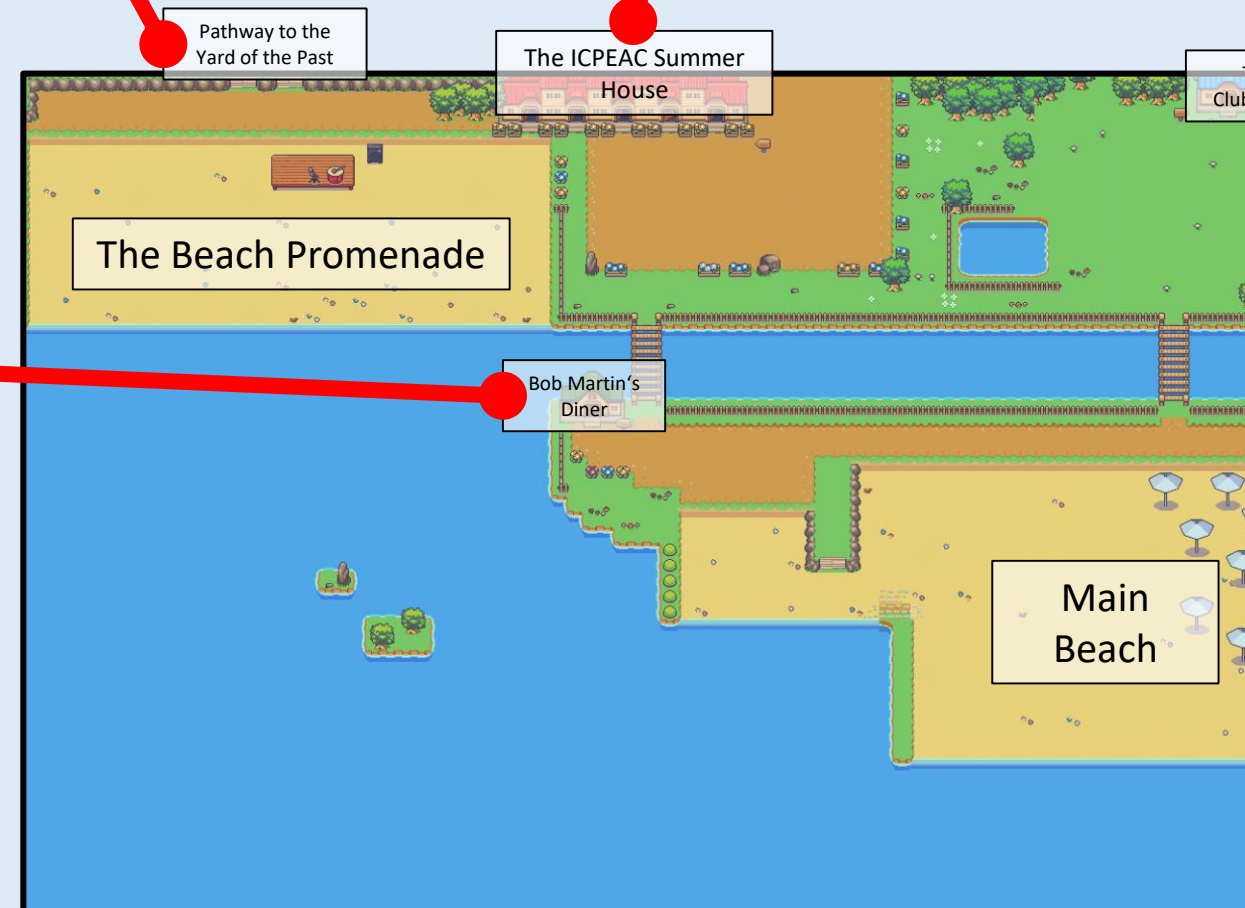 Pathway to the
Yard of the Past
The ICPEAC Summer
House
Club
The Beach Promenade
Bob Martin‘s
Diner
Main
Beach